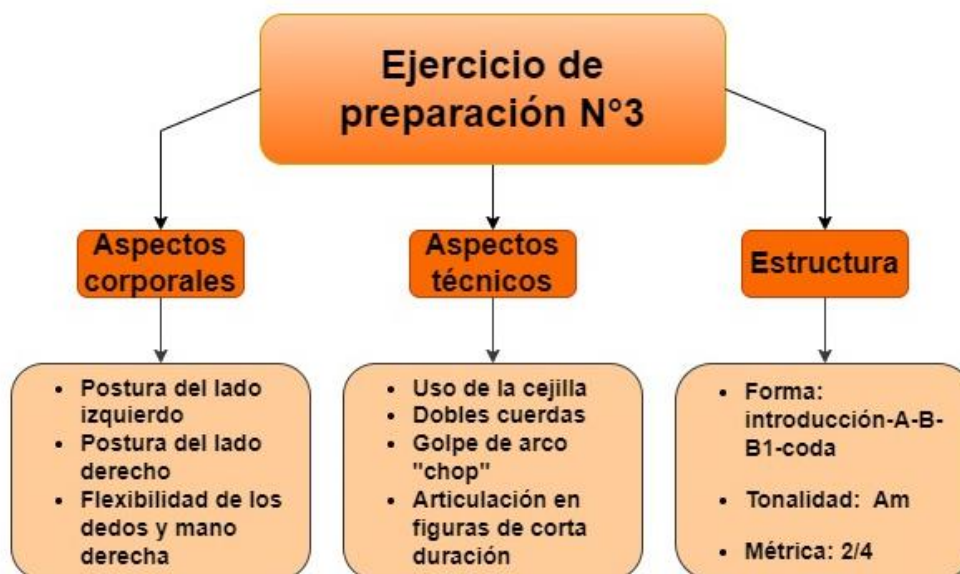 Ejercicio de
preparación N°3
Aspectos
corporales
Aspectos
técnicos
Estructura
• Postura del lado
izquierdo
• Postura del lado
derecho
• Flexibilidad de los
dedos y mano
derecha
• Uso de la cejilla
• Dobles cuerdas
• Golpe de arco
"chop"
• Articulación en
figuras de corta
duración
• Forma:
introducción-A-B-
B1-coda
• Tonalidad: Am
• Métrica: 2/4